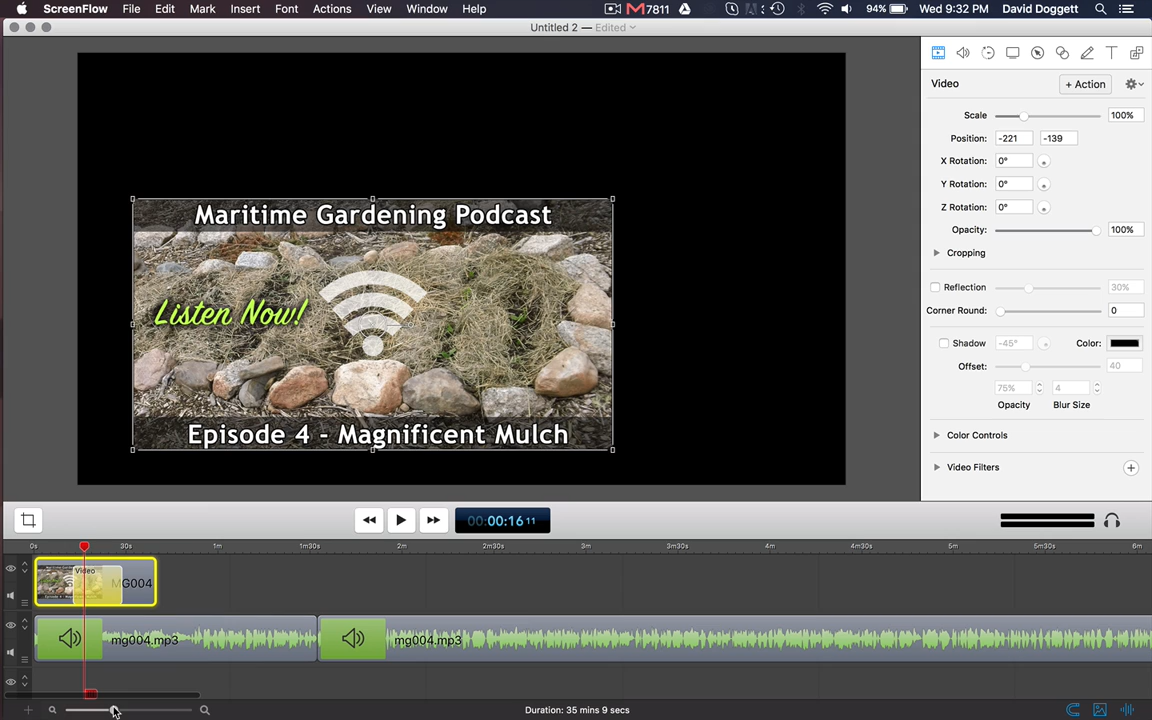 ScreenFlow File Edit Mark Insert Font Actions View Window Help 7811 94% Wed 9:32 PM David Doggett
Untitled 2 — Edited
Video + Action
Scale 100%
Position: -221 -139
X Rotation: 0°
Y Rotation: 0°
Z Rotation: 0°
Opacity: 100%
Cropping
Reflection 30%
Corner Round: 0
Shadow -45° Color:
Offset: 40
75% 4
Opacity Blur Size
Color Controls
Video Filters
Maritime Gardening Podcast
Listen Now!
Episode 4 - Magnificent Mulch
00:00:16 11
0s 30s 1m 1m30s 2m 2m30s 3m 3m30s 4m 4m30s 5m 5m30s 6m
Video
MG004
mg004.mp3 mg004.mp3
Duration: 35 mins 9 secs